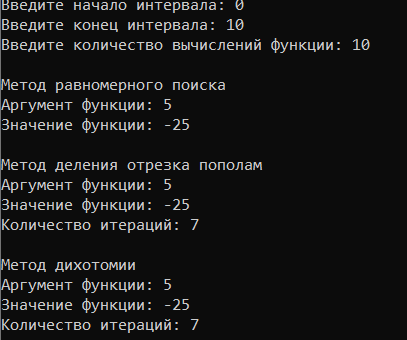 Введите начало интервала: 0
Введите конец интервала: 10
Введите количество вычислений функции: 10
Метод равномерного поиска
Аргумент функции: 5
Значение функции: -25
Метод деления отрезка пополам
Аргумент функции: 5
Значение функции: -25
Количество итераций: 7
Метод дихотомии
Аргумент функции: 5
Значение функции: -25
Количество итераций: 7